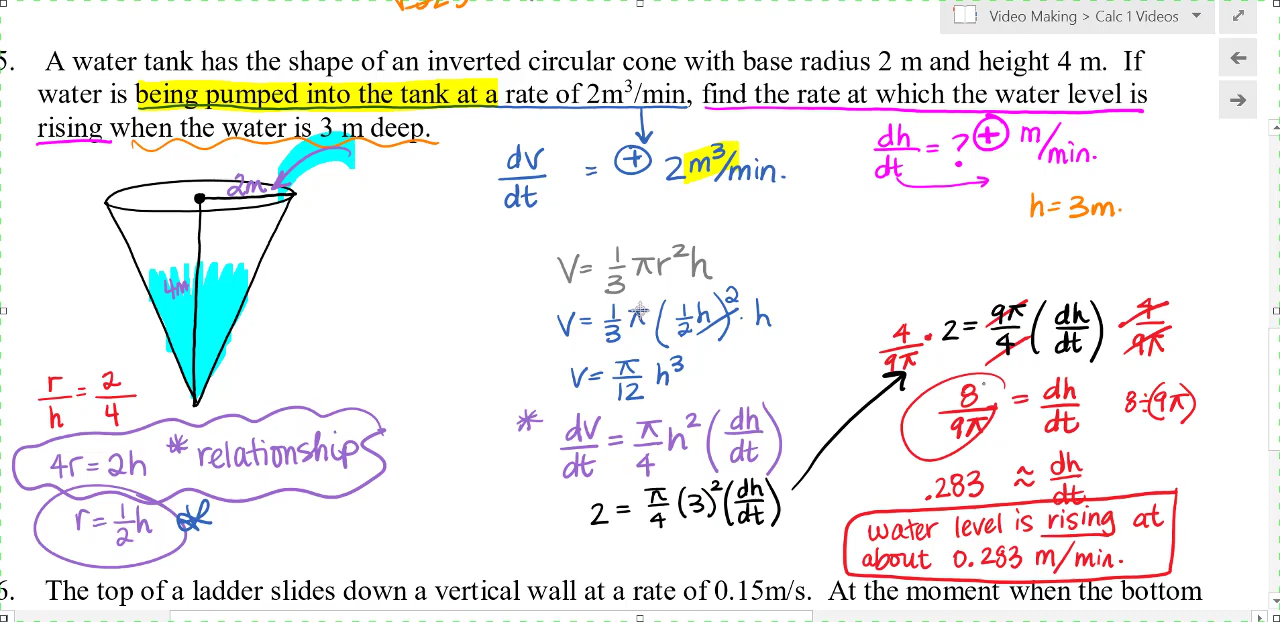 Video Making > Calc 1 Videos
5. A water tank has the shape of an inverted circular cone with base radius 2 m and height 4 m. If
water is being pumped into the tank at a rate of 2m³/min, find the rate at which the water level is
rising when the water is 3 m deep.
dv/dt = (+) 2 m³/min.
dh/dt = ? (+) m/min.
h = 3m.
2m
4m
r/h = 2/4
4r = 2h * relationships
r = 1/2 h
V = 1/3 πr²h
V = 1/3 π (1/2 h)² · h
V = π/12 h³
* dv/dt = π/4 h² (dh/dt)
2 = π/4 (3)² (dh/dt)
4/9π · 2 = 9π/4 (dh/dt) 4/9π
8/9π = dh/dt 8÷(9π)
.283 ≈ dh/dt
water level is rising at
about 0.283 m/min.
6. The top of a ladder slides down a vertical wall at a rate of 0.15m/s. At the moment when the bottom